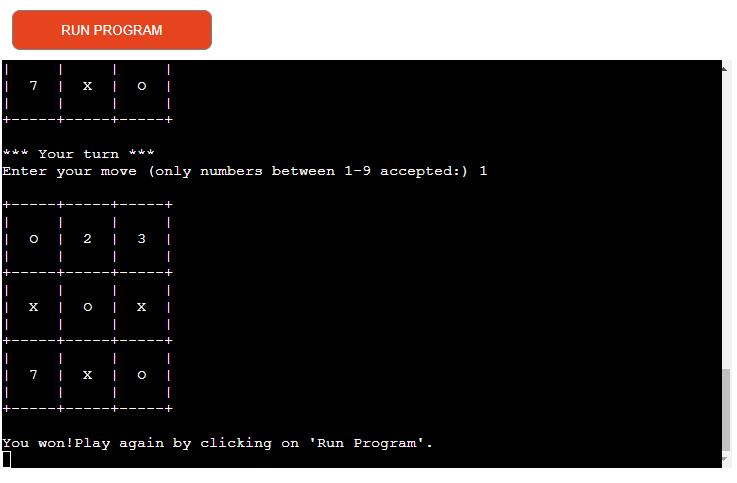 RUN PROGRAM
|     |     |     |
|  7  |  X  |  O  |
|     |     |     |
+-----+-----+-----+
*** Your turn ***
Enter your move (only numbers between 1-9 accepted:) 1
+-----+-----+-----+
|     |     |     |
|  O  |  2  |  3  |
|     |     |     |
+-----+-----+-----+
|     |     |     |
|  X  |  O  |  X  |
|     |     |     |
+-----+-----+-----+
|     |     |     |
|  7  |  X  |  O  |
|     |     |     |
+-----+-----+-----+
You won!Play again by clicking on 'Run Program'.